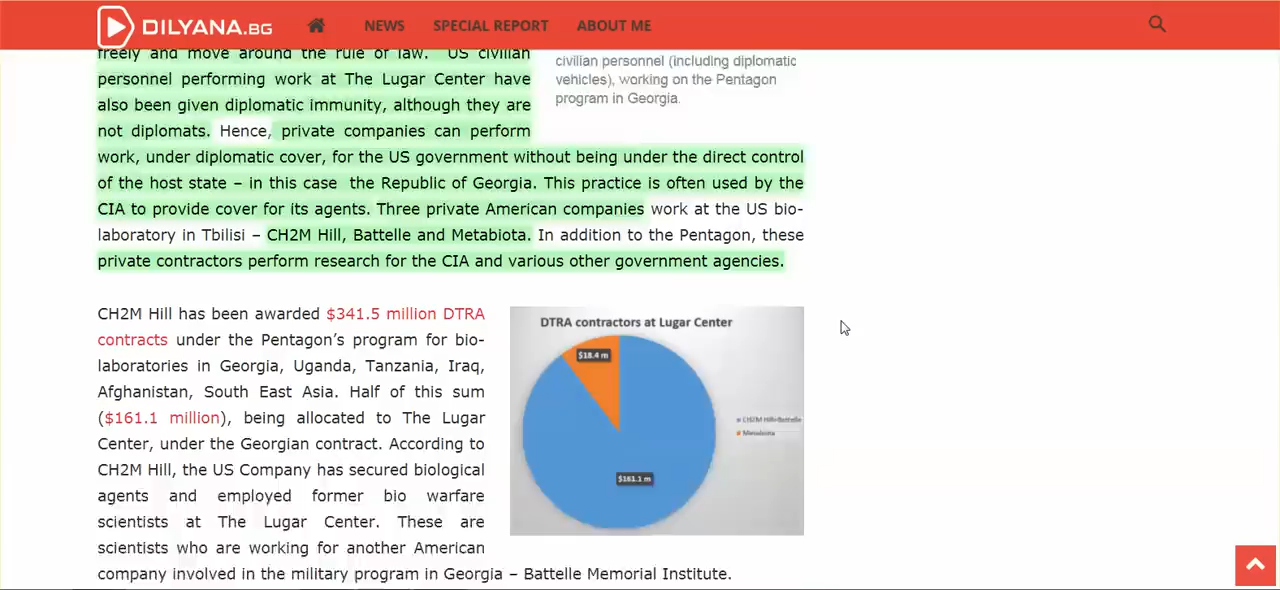 DILYANA.BG
NEWS
SPECIAL REPORT
ABOUT ME
freely and move around the rule of law. US civilian
personnel performing work at The Lugar Center have
also been given diplomatic immunity, although they are
not diplomats. Hence, private companies can perform
work, under diplomatic cover, for the US government without being under the direct control
of the host state – in this case the Republic of Georgia. This practice is often used by the
CIA to provide cover for its agents. Three private American companies work at the US bio-
laboratory in Tbilisi – CH2M Hill, Battelle and Metabiota. In addition to the Pentagon, these
private contractors perform research for the CIA and various other government agencies.
civilian personnel (including diplomatic
vehicles), working on the Pentagon
program in Georgia.
CH2M Hill has been awarded $341.5 million DTRA
contracts under the Pentagon’s program for bio-
laboratories in Georgia, Uganda, Tanzania, Iraq,
Afghanistan, South East Asia. Half of this sum
($161.1 million), being allocated to The Lugar
Center, under the Georgian contract. According to
CH2M Hill, the US Company has secured biological
agents and employed former bio warfare
scientists at The Lugar Center. These are
scientists who are working for another American
company involved in the military program in Georgia – Battelle Memorial Institute.
DTRA contractors at Lugar Center
$18.4 m
CH2M Hill-Battelle
Metabiota
$161.1 m